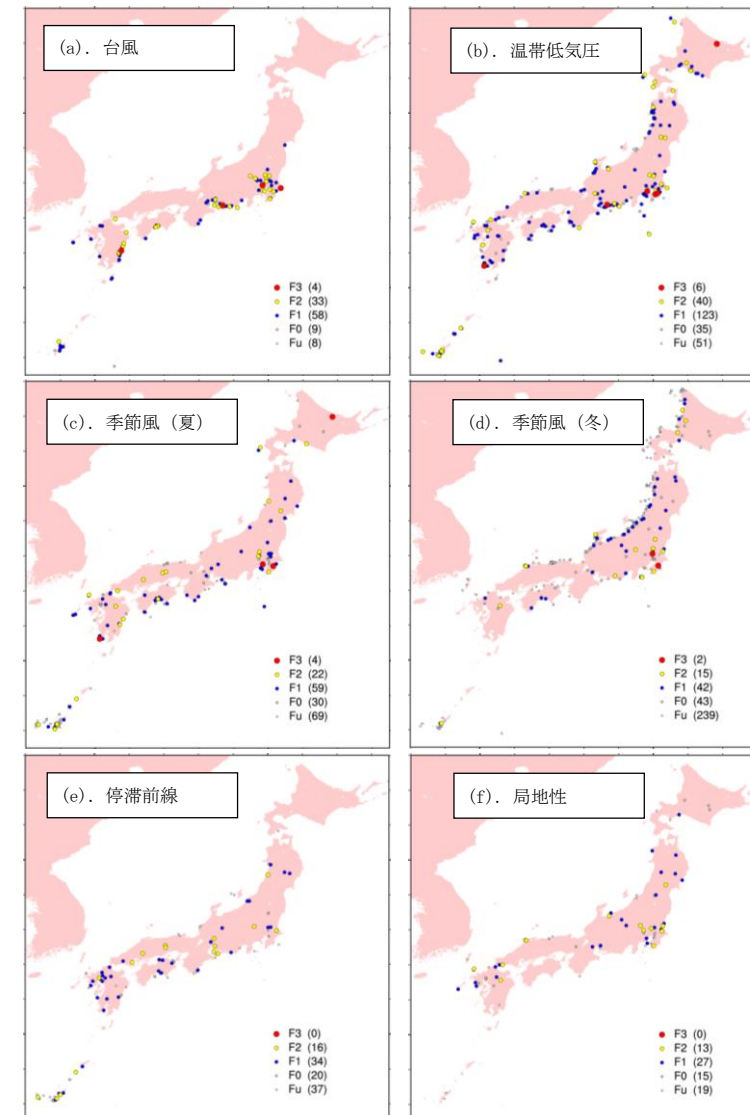 (a). 台風
F3 (4)
F2 (33)
F1 (58)
F0 (9)
Fu (8)
(b). 温帯低気圧
F3 (6)
F2 (40)
F1 (123)
F0 (35)
Fu (51)
(c). 季節風 (夏)
F3 (4)
F2 (22)
F1 (59)
F0 (30)
Fu (69)
(d). 季節風 (冬)
F3 (2)
F2 (15)
F1 (42)
F0 (43)
Fu (239)
(e). 停滞前線
F3 (0)
F2 (16)
F1 (34)
F0 (20)
Fu (37)
(f). 局地性
F3 (0)
F2 (13)
F1 (27)
F0 (15)
Fu (19)